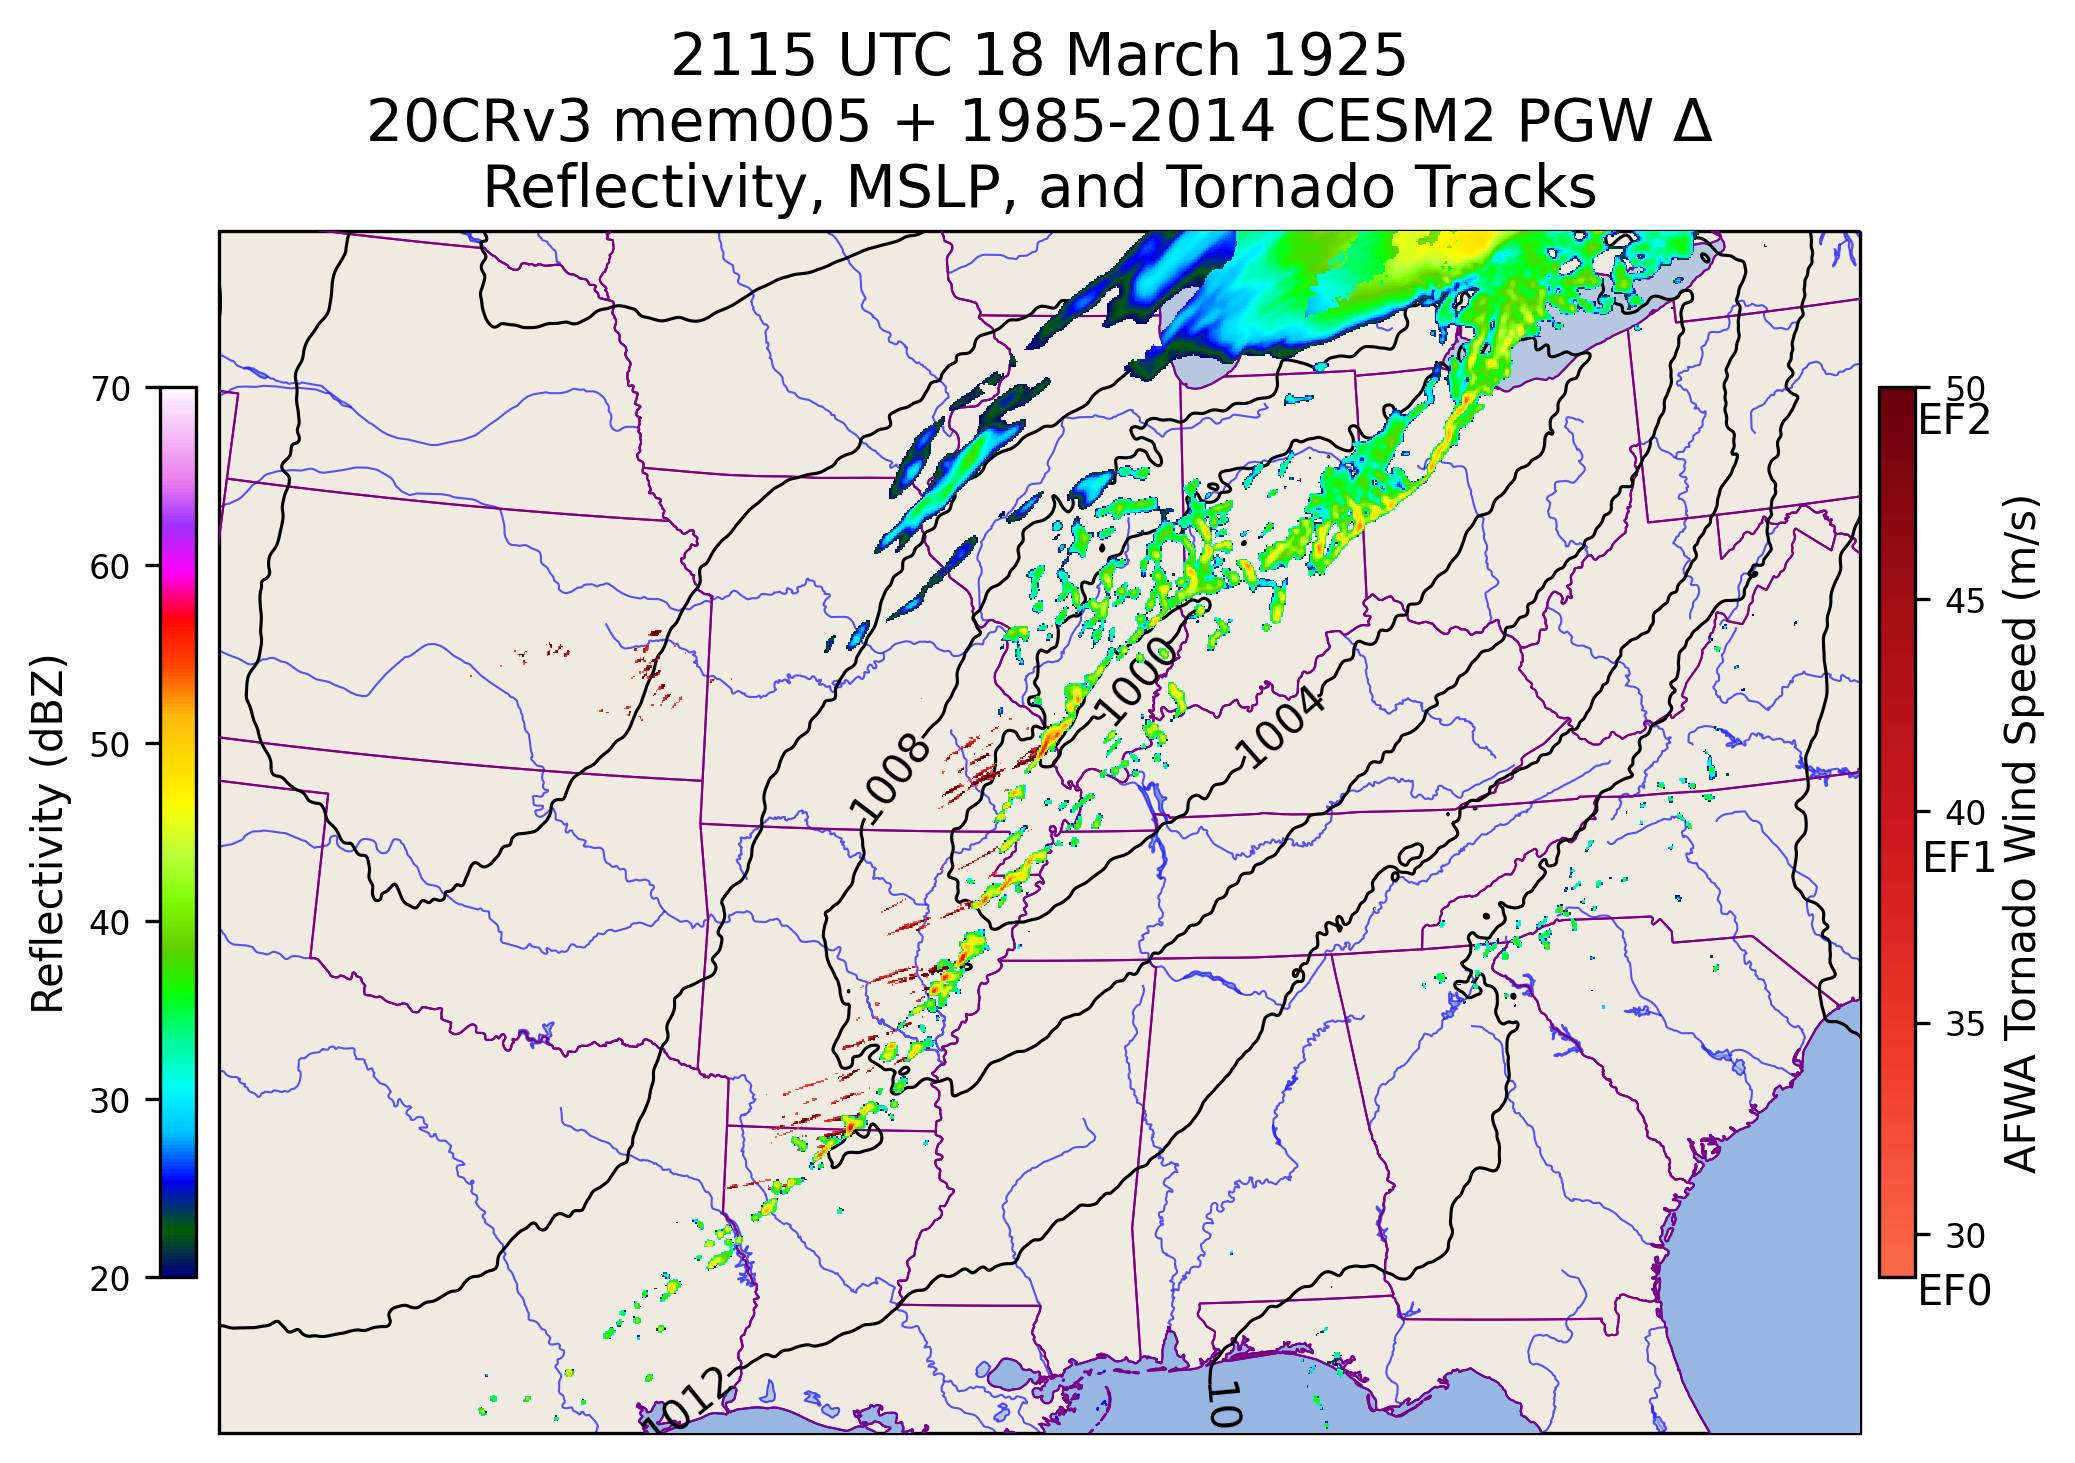 2115 UTC 18 March 1925
20CRv3 mem005 + 1985-2014 CESM2 PGW Δ
Reflectivity, MSLP, and Tornado Tracks
70
60
50
40
30
20
Reflectivity (dBZ)
1000
1004
1008
1012
10
50
EF2
45
40
EF1
35
30
EF0
AFWA Tornado Wind Speed (m/s)